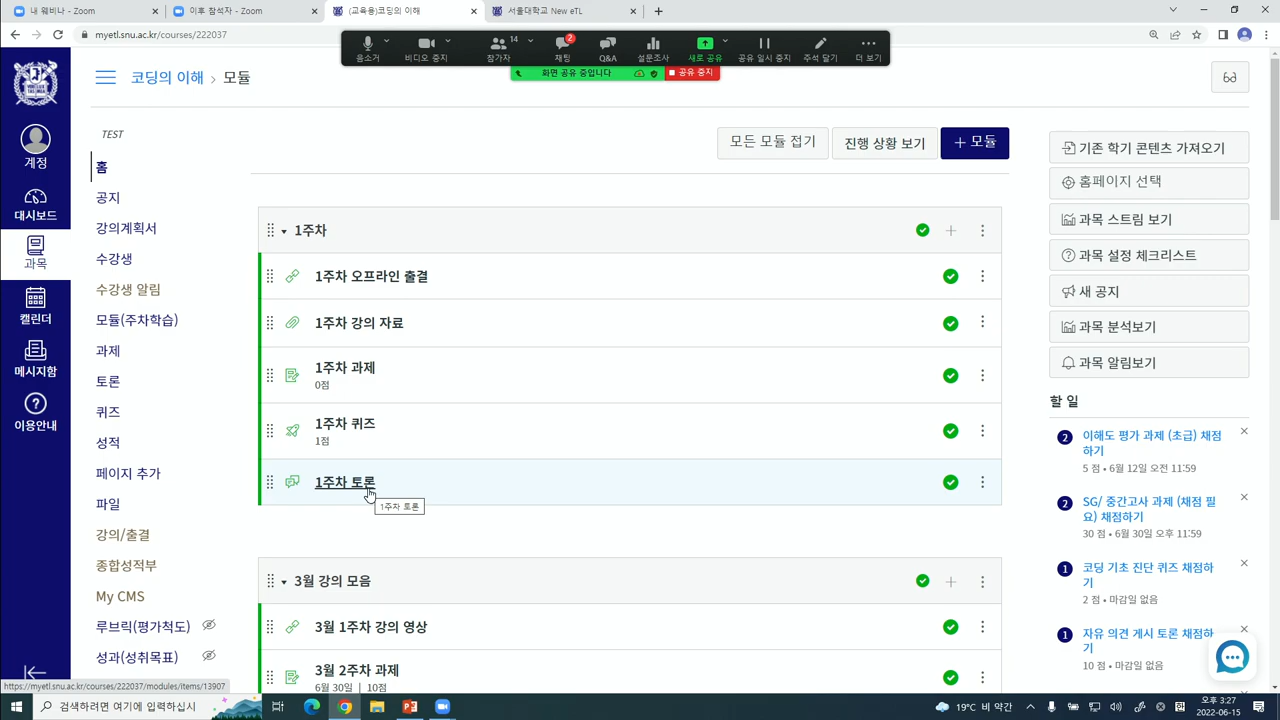 내 웨비나 - Zoom
이후 참석자 - Zoom
(교육용)코딩의 이해
서울대학교 New eTL
myetl.snu.ac.kr/courses/222037
음소거
비디오 중지
14
참가자
2
채팅
Q&A
설문조사
새로 공유
공유 일시 중지
주석 달기
더 보기
화면 공유 중입니다
공유 중지
코딩의 이해 › 모듈
계정
대시보드
과목
캘린더
메시지함
이용안내
TEST
홈
공지
강의계획서
수강생
수강생 알림
모듈(주차학습)
과제
토론
퀴즈
성적
페이지 추가
파일
강의/출결
종합성적부
My CMS
루브릭(평가척도)
성과(성취목표)
모든 모듈 접기
진행 상황 보기
+ 모듈
1주차
1주차 오프라인 출결
1주차 강의 자료
1주차 과제
0점
1주차 퀴즈
1점
1주차 토론
1주차 토론
3월 강의 모음
3월 1주차 강의 영상
3월 2주차 과제
6월 30일 | 10점
기존 학기 콘텐츠 가져오기
홈페이지 선택
과목 스트림 보기
과목 설정 체크리스트
새 공지
과목 분석보기
과목 알림보기
할 일
2
이해도 평가 과제 (초급) 채점
하기
5 점 • 6월 12일 오전 11:59
2
SG/ 중간고사 과제 (채점 필
요) 채점하기
30 점 • 6월 30일 오후 11:59
1
코딩 기초 진단 퀴즈 채점하
기
2 점 • 마감일 없음
1
자유 의견 게시 토론 채점하
기
10 점 • 마감일 없음
https://myetl.snu.ac.kr/courses/222037/modules/items/13907
검색하려면 여기에 입력하십시
19°C 비 약간
오후 3:27
2022-06-15